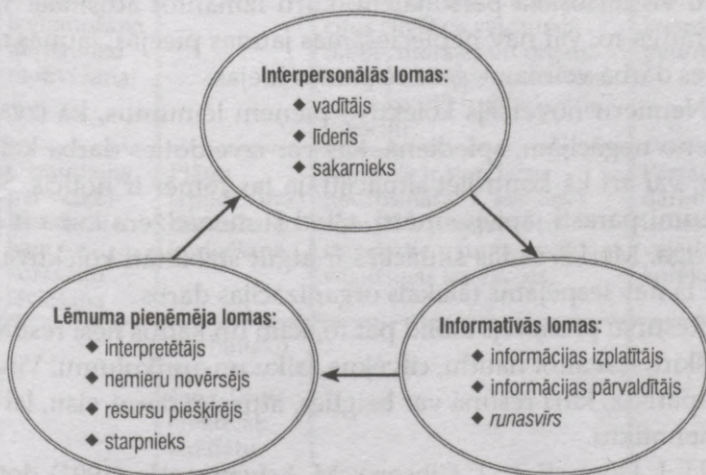 Interpersonālās lomas:
◆ vadītājs
◆ līderis
◆ sakarnieks
Lēmuma pieņēmēja lomas:
◆ interpretētājs
◆ nemieru novērsējs
◆ resursu piešķīrējs
◆ starpnieks
Informatīvās lomas:
◆ informācijas izplatītājs
◆ informācijas pārvaldītājs
◆ runasvīrs